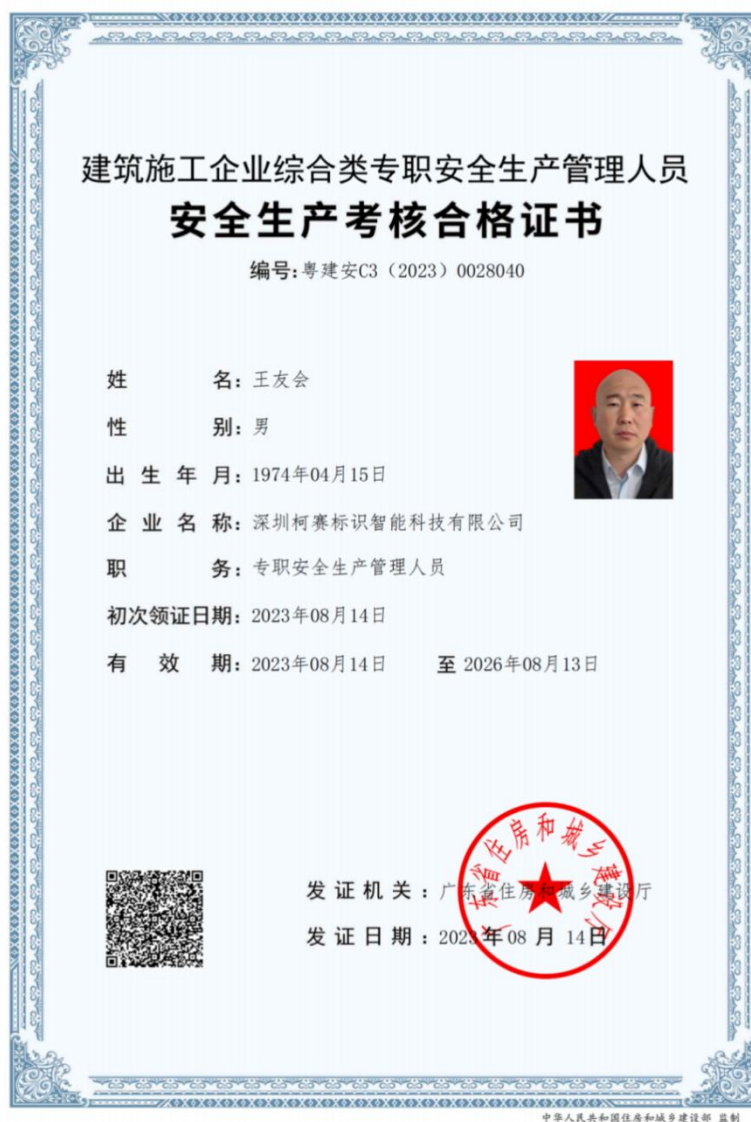 建筑施工企业综合类专职安全生产管理人员
安全生产考核合格证书
编号:粤建安C3（2023）0028040
姓 名：王友会
性 别：男
出生年月：1974年04月15日
企业名称：深圳柯赛标识智能科技有限公司
职 务：专职安全生产管理人员
初次领证日期：2023年08月14日
有 效 期：2023年08月14日 至 2026年08月13日
广东省住房和城乡建设厅
发证机关：广东省住房和城乡建设厅
发证日期：2023年08月14日
中华人民共和国住房和城乡建设部 监制